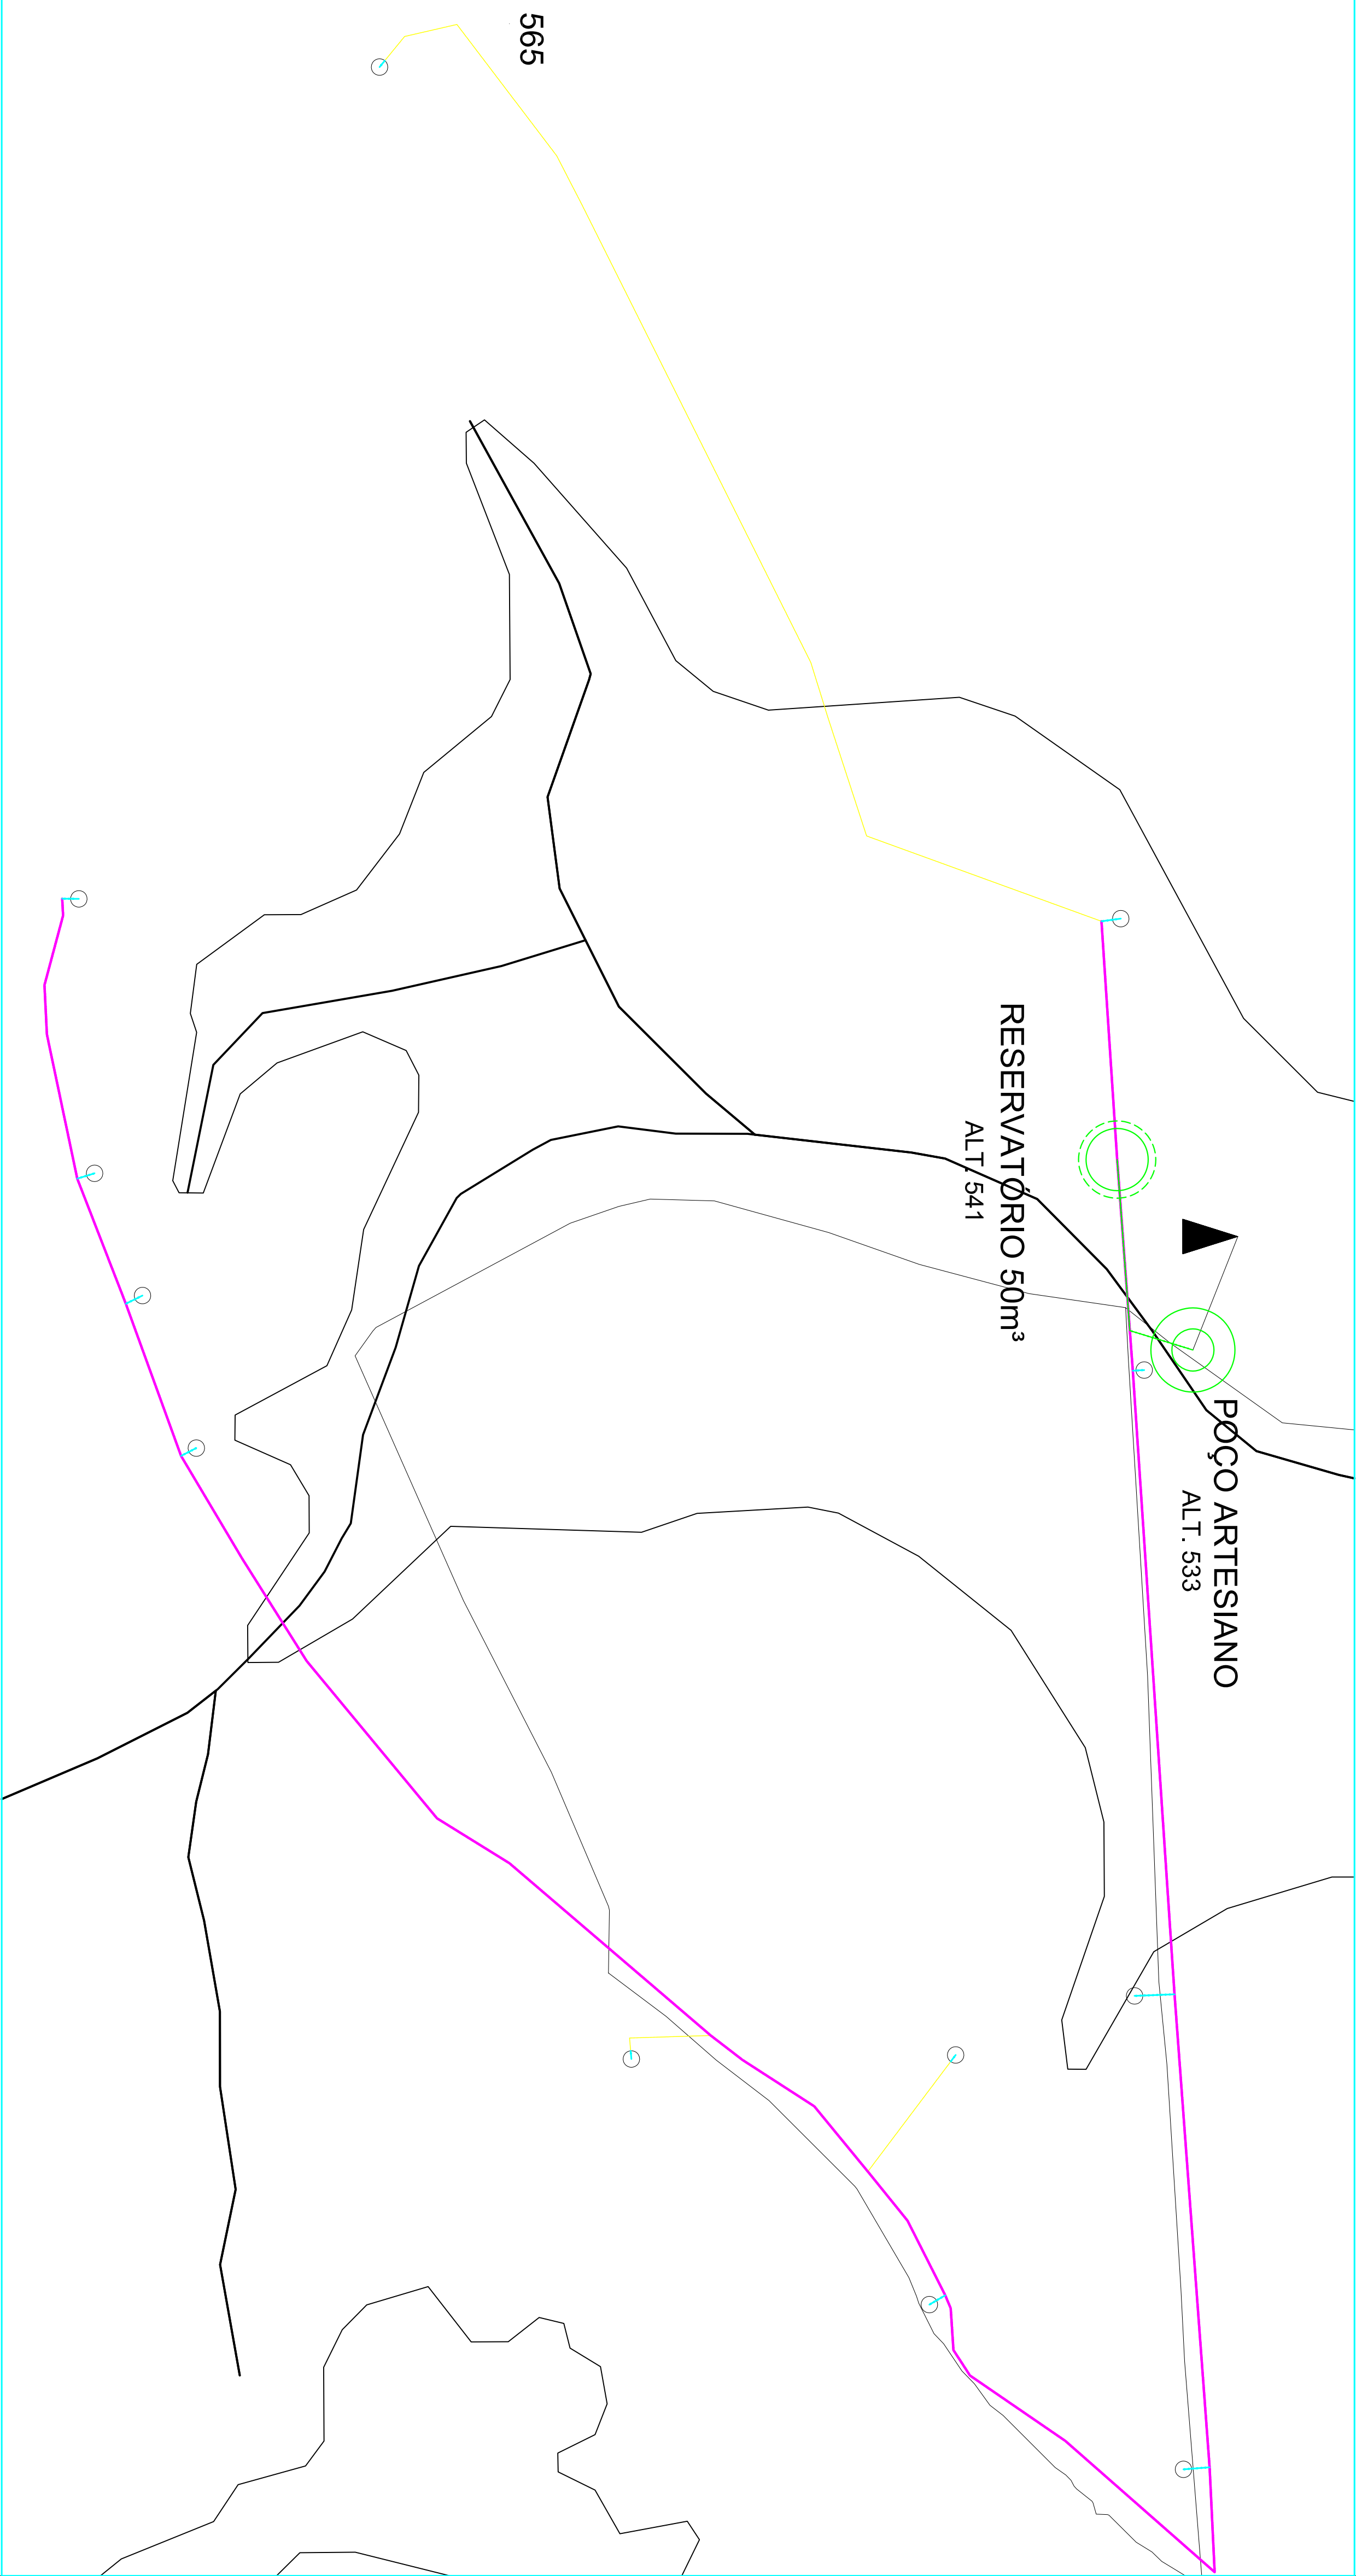 565
RESERVATÓRIO 50m³
ALT. 541
POÇO ARTESIANO
ALT. 533